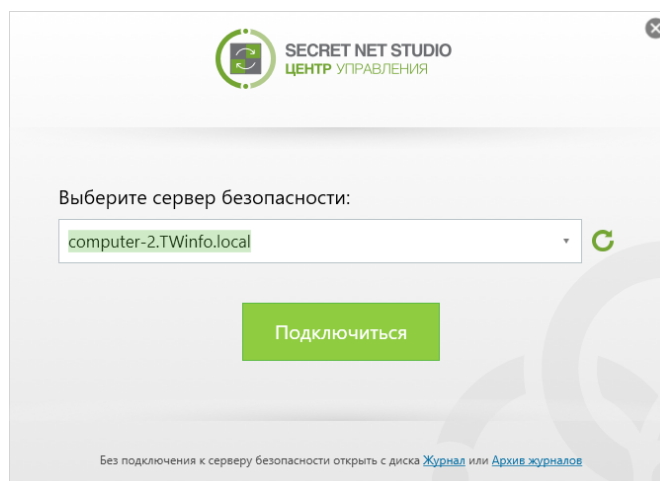 SECRET NET STUDIO
ЦЕНТР УПРАВЛЕНИЯ
Выберите сервер безопасности:
computer-2.TWinfo.local
Подключиться
Без подключения к серверу безопасности открыть с диска Журнал или Архив журналов